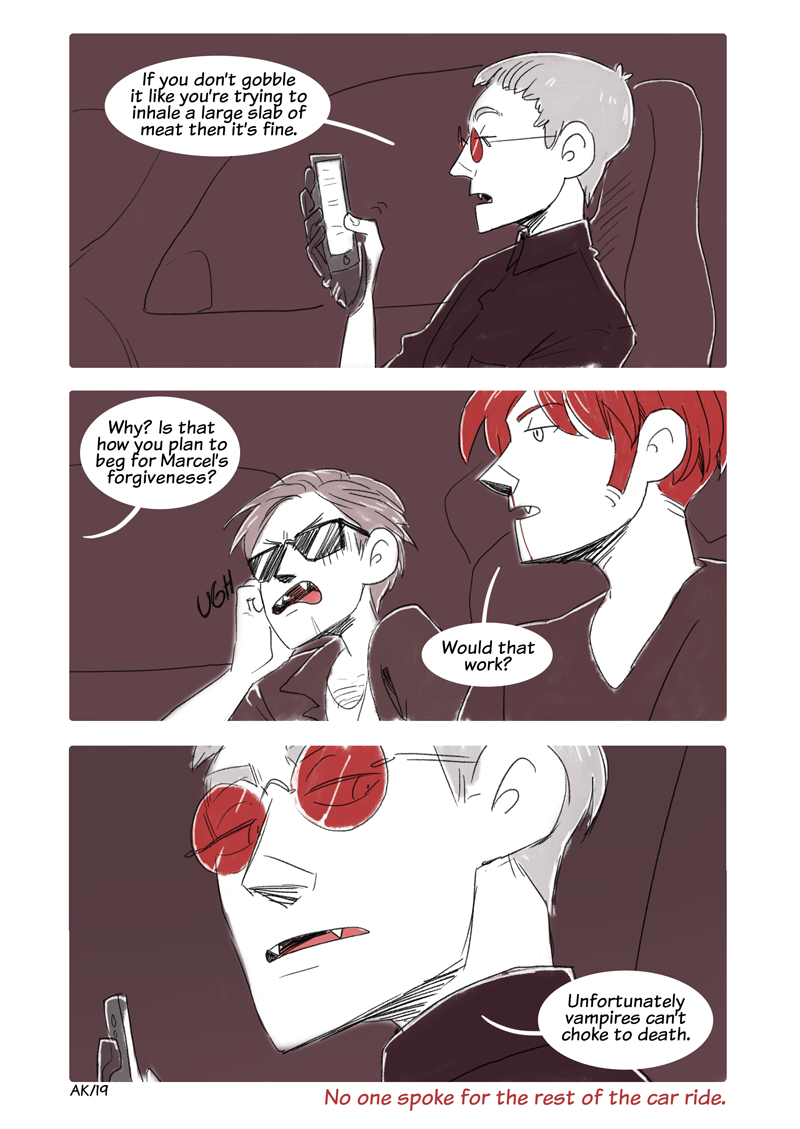 If you don't gobble
it like you're trying to
inhale a large slab of
meat then it's fine.
Why? Is that
how you plan to
beg for Marcel's
forgiveness?
UGH
Would that
work?
Unfortunately
vampires can't
choke to death.
AK/19
No one spoke for the rest of the car ride.